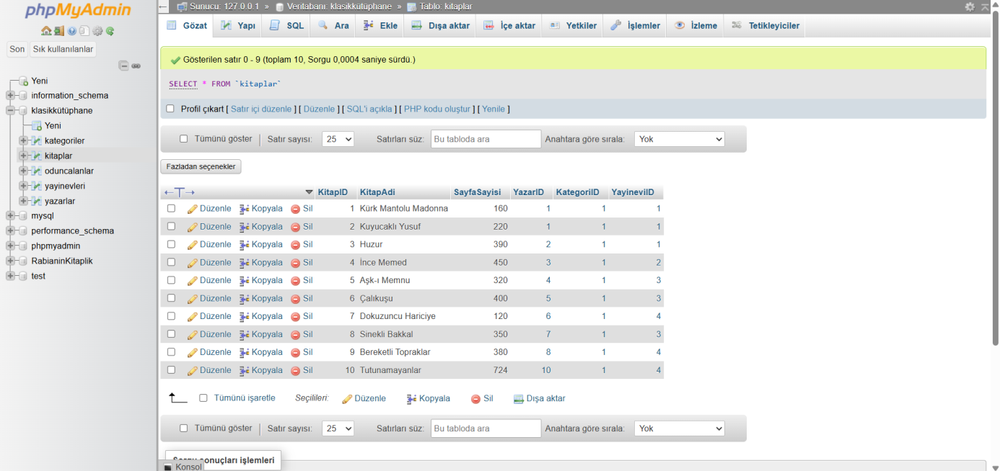 phpMyAdmin
Son Sık kullanılanlar
Yeni
information_schema
klasikkütüphane
Yeni
kategoriler
kitaplar
oduncalanlar
yayinevleri
yazarlar
mysql
performance_schema
phpmyadmin
RabianinKitaplik
test
Sunucu: 127.0.0.1 » Veritabanı: klasikkütüphane » Tablo: kitaplar
Gözat Yapı SQL Ara Ekle Dışa aktar İçe aktar Yetkiler İşlemler İzleme Tetikleyiciler
Gösterilen satır 0 - 9 (toplam 10, Sorgu 0,0004 saniye sürdü.)
SELECT * FROM `kitaplar`
Profil çıkart [ Satır içi düzenle ] [ Düzenle ] [ SQL'i açıkla ] [ PHP kodu oluştur ] [ Yenile ]
Tümünü göster | Satır sayısı: 25 Satırları süz: Bu tabloda ara Anahtara göre sırala: Yok
Fazladan seçenekler
←T→ KitapID KitapAdi SayfaSayisi YazarID KategoriID YayineviID
Düzenle Kopyala Sil 1 Kürk Mantolu Madonna 160 1 1 1
Düzenle Kopyala Sil 2 Kuyucaklı Yusuf 220 1 1 1
Düzenle Kopyala Sil 3 Huzur 390 2 1 1
Düzenle Kopyala Sil 4 İnce Memed 450 3 1 2
Düzenle Kopyala Sil 5 Aşk-ı Memnu 320 4 1 3
Düzenle Kopyala Sil 6 Çalıkuşu 400 5 1 3
Düzenle Kopyala Sil 7 Dokuzuncu Hariciye 120 6 1 4
Düzenle Kopyala Sil 8 Sinekli Bakkal 350 7 1 3
Düzenle Kopyala Sil 9 Bereketli Topraklar 380 8 1 4
Düzenle Kopyala Sil 10 Tutunamayanlar 724 10 1 4
Tümünü işaretle Seçilileri: Düzenle Kopyala Sil Dışa aktar
Tümünü göster | Satır sayısı: 25 Satırları süz: Bu tabloda ara Anahtara göre sırala: Yok
Sorgu sonuçları işlemleri
Konsol